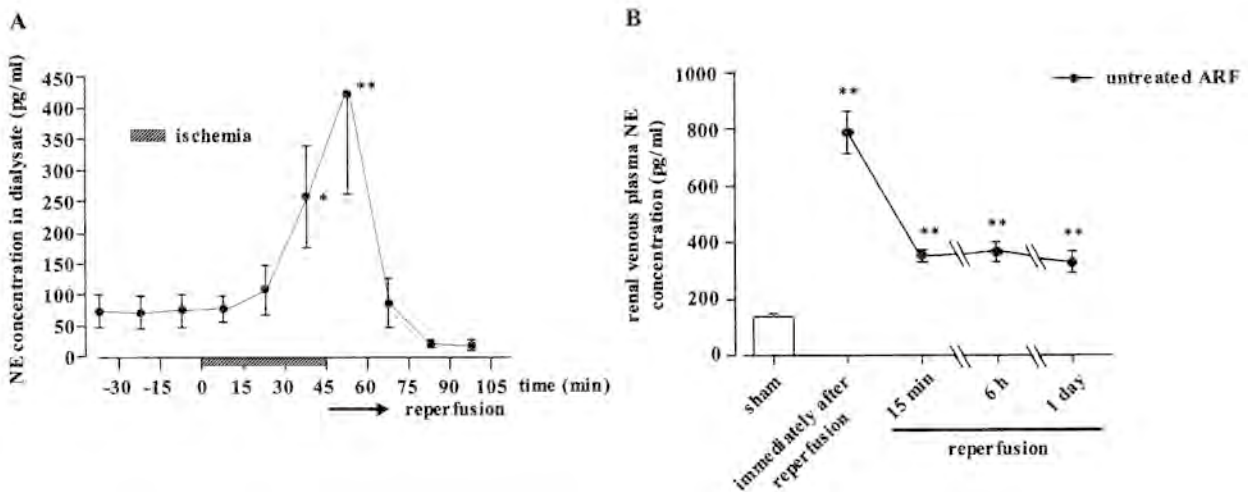 A
NE concentration in dialysate (pg/ml)
450
400
350
300
250
200
150
100
50
0
ischemia
**
*
-30 -15 0 15 30 45 60 75 90 105 time (min)
reperfusion
B
renal venous plasma NE
concentration (pg/ml)
1000
800
600
400
200
0
untreated ARF
**
**
**
**
sham
immediately after
reperfusion
15 min
6 h
1 day
reperfusion